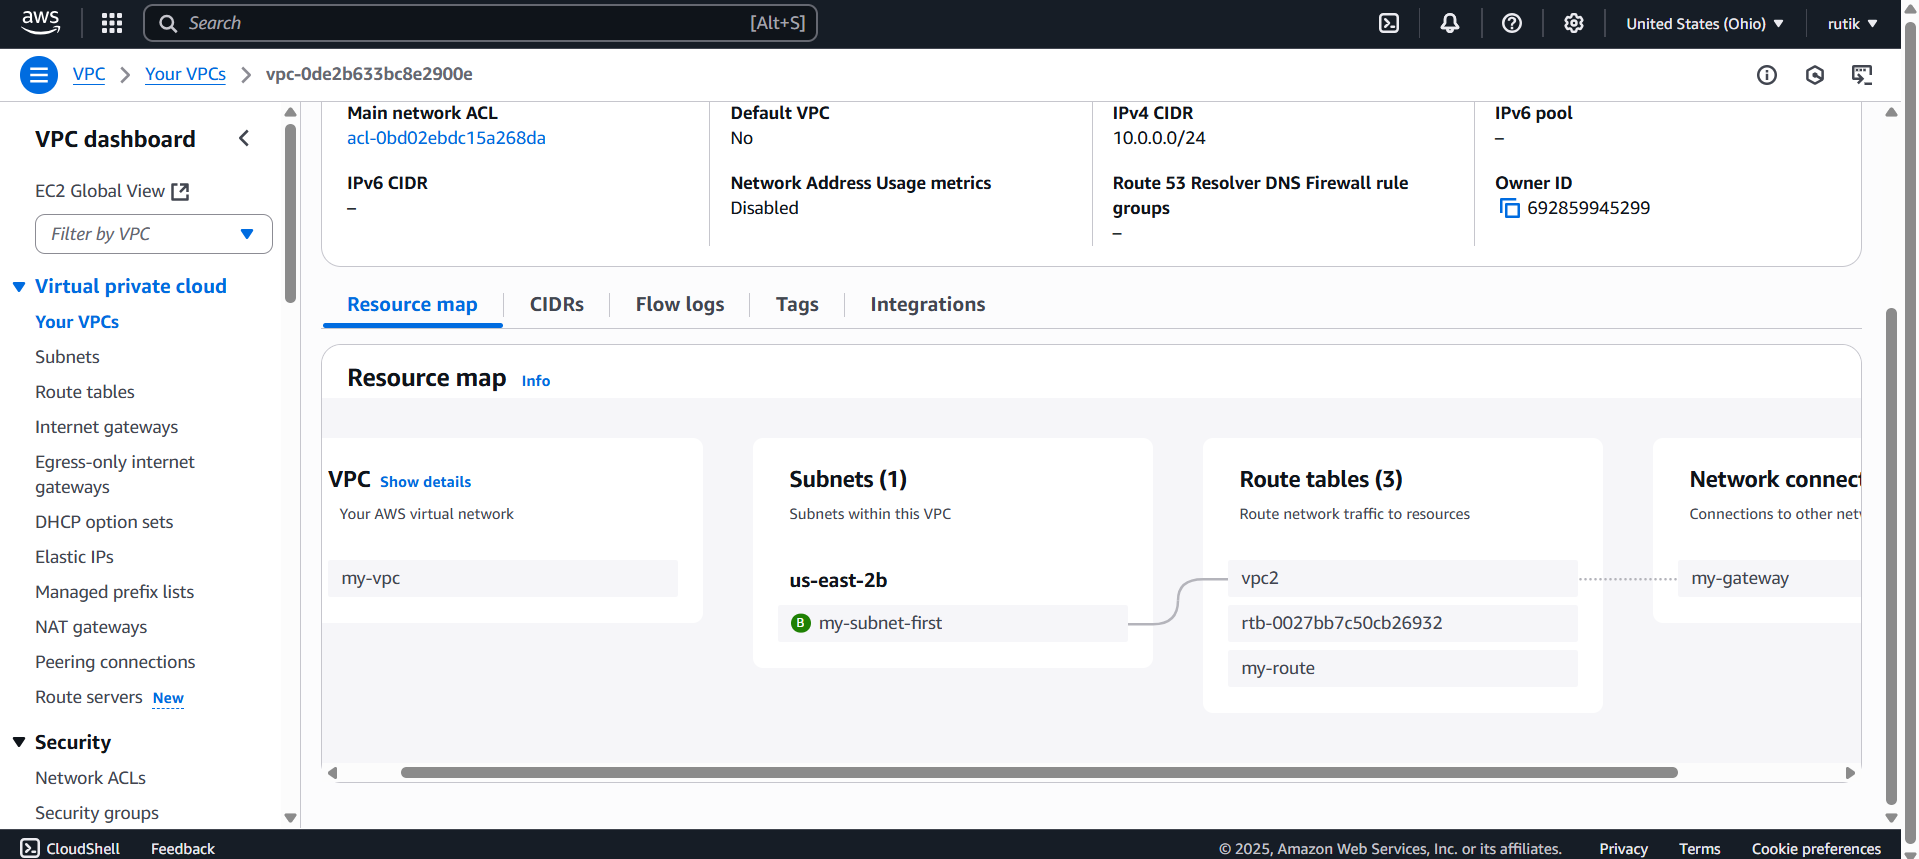 aws
Search [Alt+S]
United States (Ohio)
rutik
VPC
Your VPCs
vpc-0de2b633bc8e2900e
VPC dashboard
EC2 Global View
Filter by VPC
Virtual private cloud
Your VPCs
Subnets
Route tables
Internet gateways
Egress-only internet
gateways
DHCP option sets
Elastic IPs
Managed prefix lists
NAT gateways
Peering connections
Route servers New
Security
Network ACLs
Security groups
Main network ACL
acl-0bd02ebdc15a268da
Default VPC
No
IPv4 CIDR
10.0.0.0/24
IPv6 pool
–
IPv6 CIDR
–
Network Address Usage metrics
Disabled
Route 53 Resolver DNS Firewall rule
groups
–
Owner ID
692859945299
Resource map
CIDRs
Flow logs
Tags
Integrations
Resource map Info
VPC Show details
Your AWS virtual network
my-vpc
Subnets (1)
Subnets within this VPC
us-east-2b
B my-subnet-first
Route tables (3)
Route network traffic to resources
vpc2
rtb-0027bb7c50cb26932
my-route
Network connect
Connections to other net
my-gateway
CloudShell
Feedback
© 2025, Amazon Web Services, Inc. or its affiliates.
Privacy
Terms
Cookie preferences